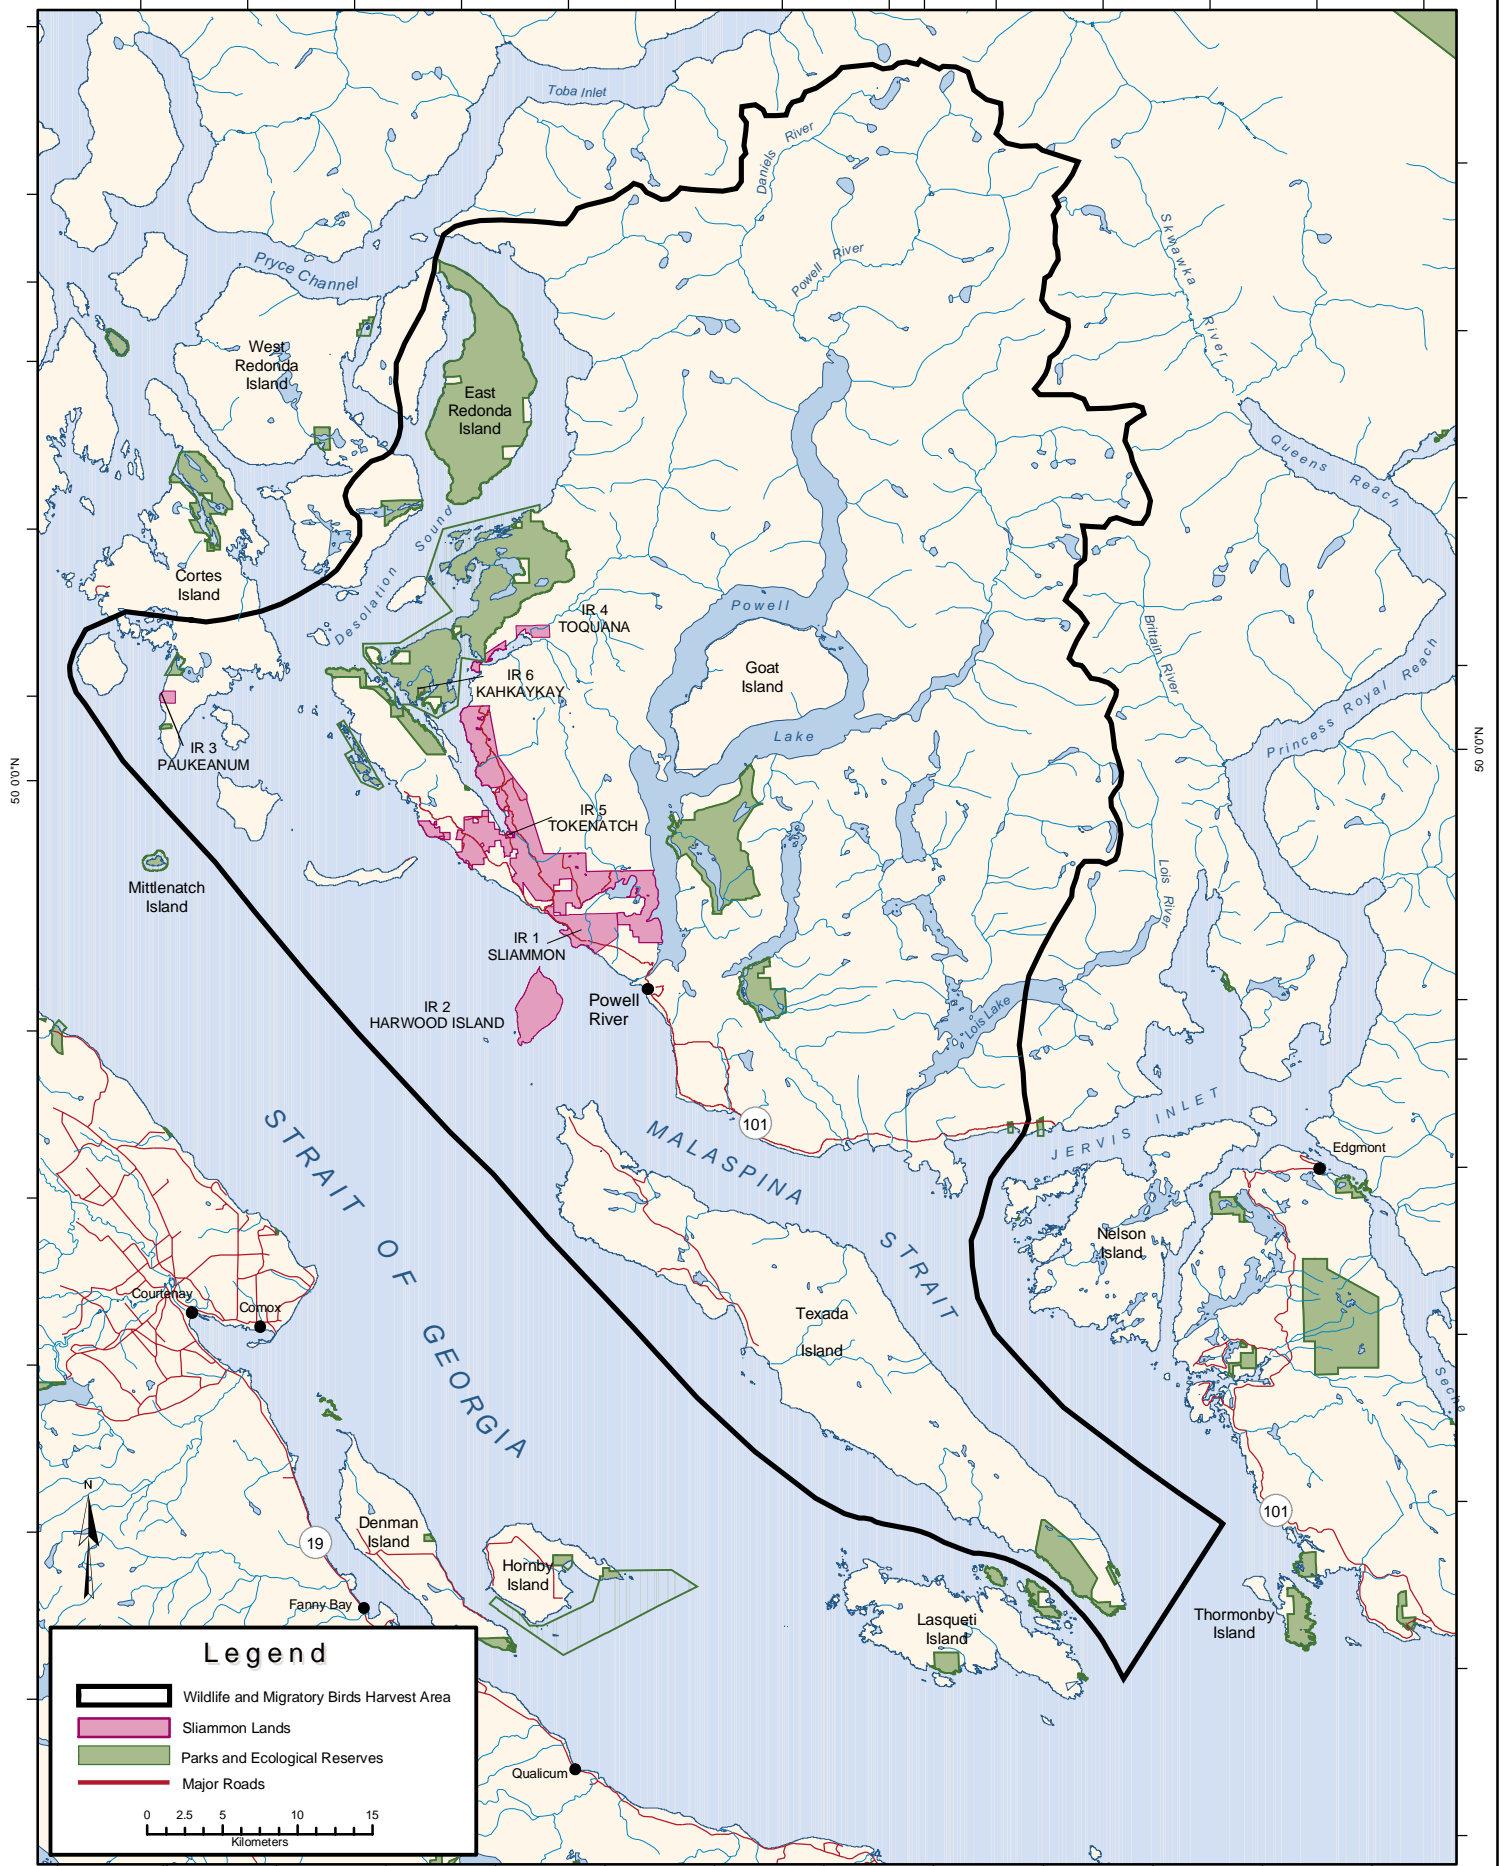 Toba Inlet
Daniels River
Powell River
Skwawka River
Pryce Channel
West
Redonda
Island
East
Redonda
Island
Queens Reach
Desolation Sound
Cortes
Island
IR 4
TOQUANA
Powell
Brittain River
Goat
Island
IR 6
KAHKAYKAY
Princess Royal Reach
Lake
IR 3
PAUKEANUM
50 0'0"N
50 0'0"N
IR 5
TOKENATCH
Mittlenatch
Island
Lois River
IR 1
SLIAMMON
IR 2
HARWOOD ISLAND
Powell
River
Lois Lake
STRAIT OF GEORGIA
MALASPINA STRAIT
101
JERVIS INLET
Edgmont
Nelson
Island
Courtenay
Comox
Texada
Island
Seche
N
Denman
Island
19
101
Hornby
Island
Fanny Bay
Lasqueti
Island
Thormonby
Island
Legend
Wildlife and Migratory Birds Harvest Area
Sliammon Lands
Parks and Ecological Reserves
Major Roads
0 2.5 5 10 15
Kilometers
Qualicum